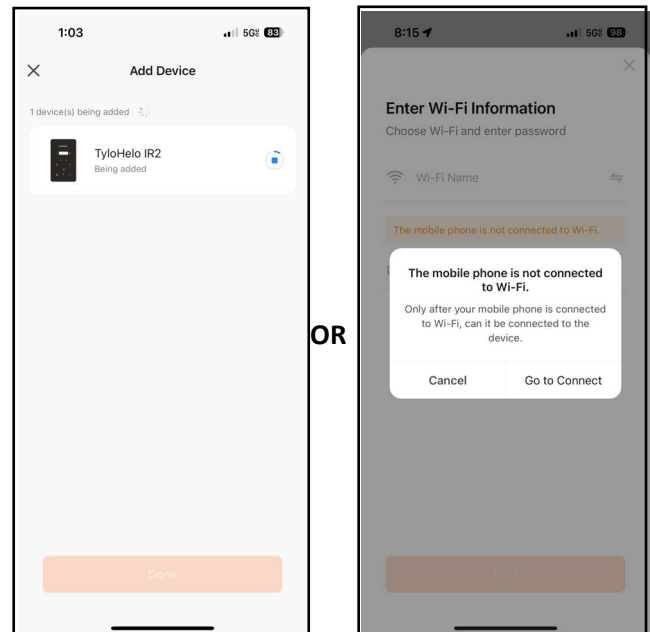 1:03
5G
83
Add Device
1 device(s) being added
TyloHelo IR2
Being added
Done
OR
8:15
5G
98
Enter Wi-Fi Information
Choose Wi-Fi and enter password
Wi-Fi Name
The mobile phone is not connected to Wi-Fi.
The mobile phone is not connected
to Wi-Fi.
Only after your mobile phone is connected
to Wi-Fi, can it be connected to the
device.
Cancel
Go to Connect